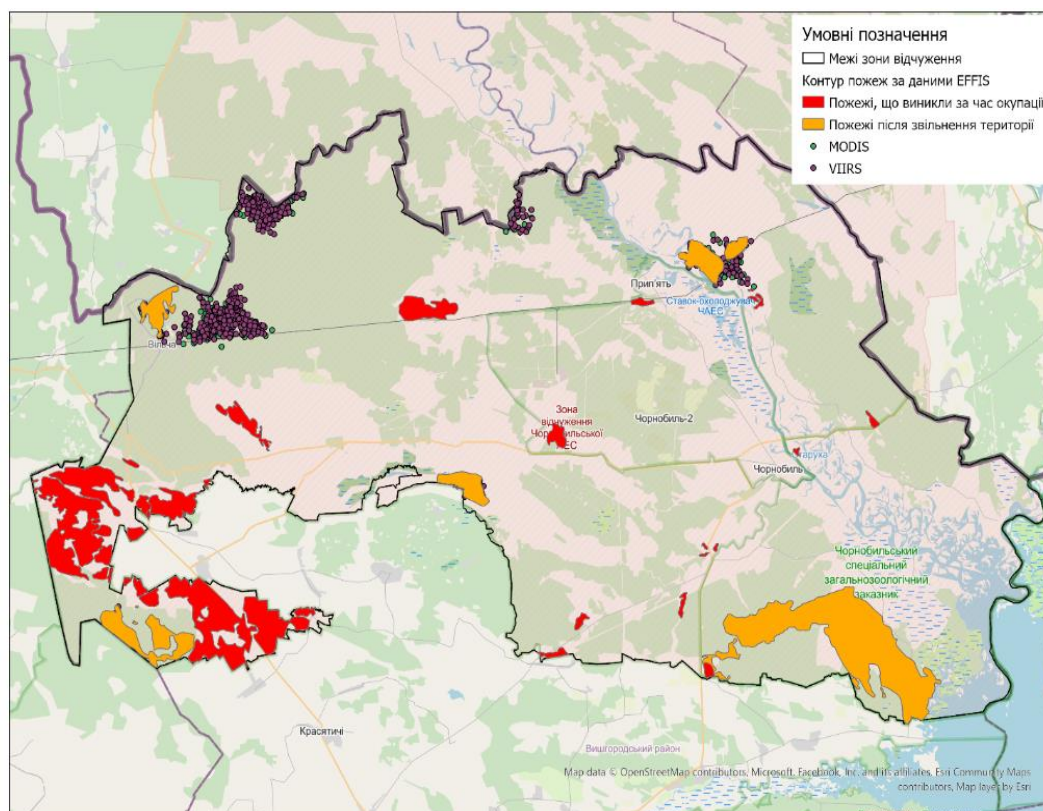 Умовні позначення
Межі зони відчуження
Контур пожеж за даними EFFIS
Пожежі, що виникли за час окупації
Пожежі після звільнення території
MODIS
VIIRS
Прип'ять
Ставок-охолоджувач
ЧАЕС
Вільча
Зона
відчуження
Чорнобильської
АЕС
Чорнобиль-2
Чорнобиль
Чорнобильський
спеціальний
загальнозоологічний
заказник
Красятичі
Вишгородський район
Map data © OpenStreetMap contributors, Microsoft, Facebook, Inc. and its affiliates, Esri Community Maps
contributors, Map layer by Esri